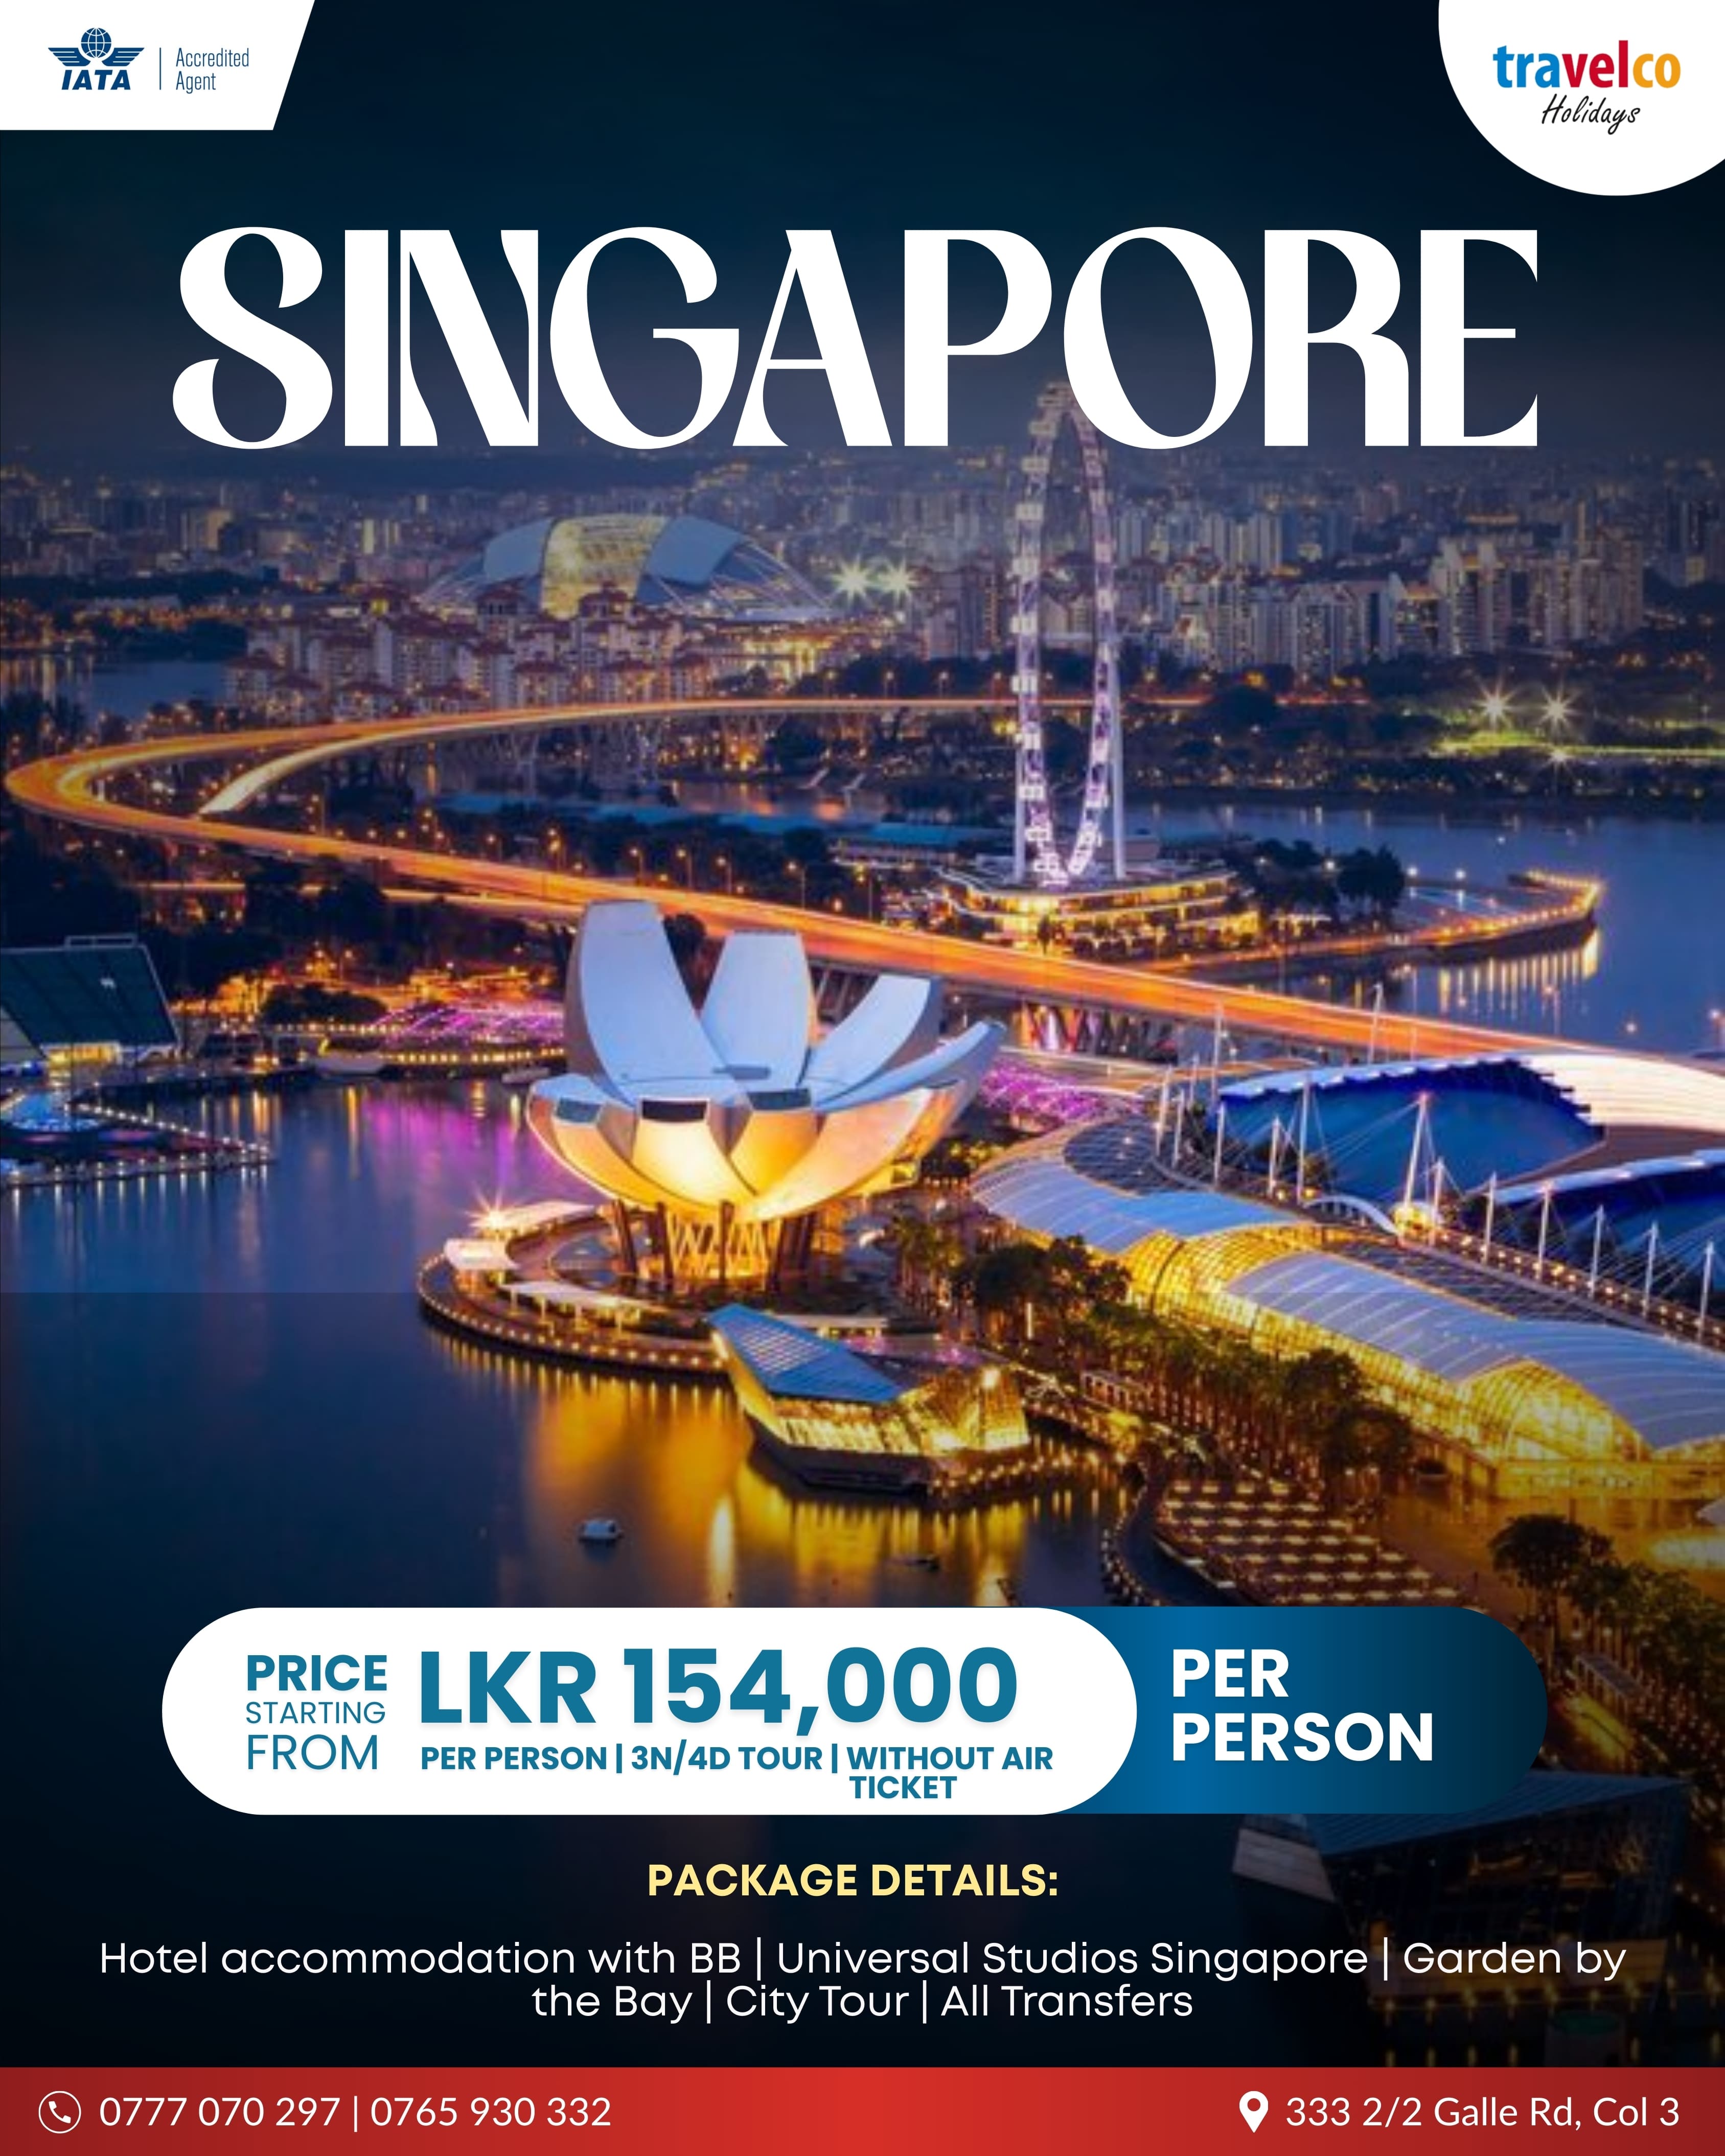 IATA
Accredited
Agent
travelco
Holidays
SINGAPORE
PRICE
STARTING
FROM
LKR 154,000
PER PERSON | 3N/4D TOUR | WITHOUT AIR
TICKET
PER
PERSON
PACKAGE DETAILS:
Hotel accommodation with BB | Universal Studios Singapore | Garden by
the Bay | City Tour | All Transfers
0777 070 297 | 0765 930 332
333 2/2 Galle Rd, Col 3